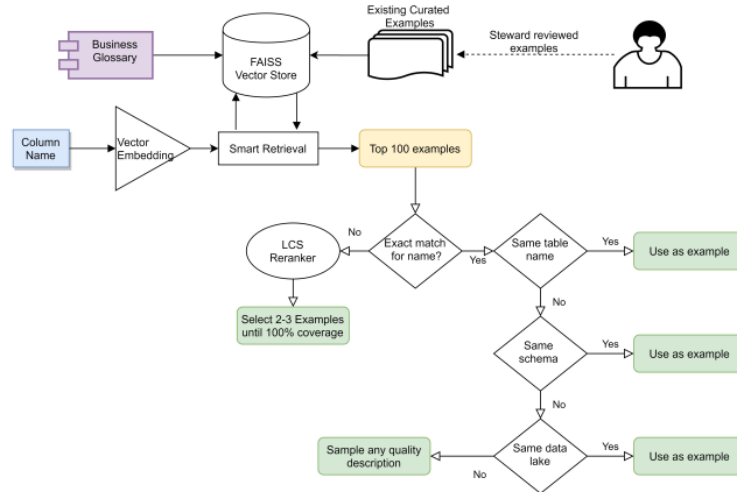 Business
Glossary
FAISS
Vector Store
Existing Curated
Examples
Steward reviewed
examples
Column
Name
Vector
Embedding
Smart Retrieval
Top 100 examples
No
Exact match
for name?
Yes
LCS
Reranker
Same table
name
Yes
Use as example
Select 2-3 Examples
until 100% coverage
No
Same
schema
Yes
Use as example
No
Sample any quality
description
No
Same data
lake
Yes
Use as example